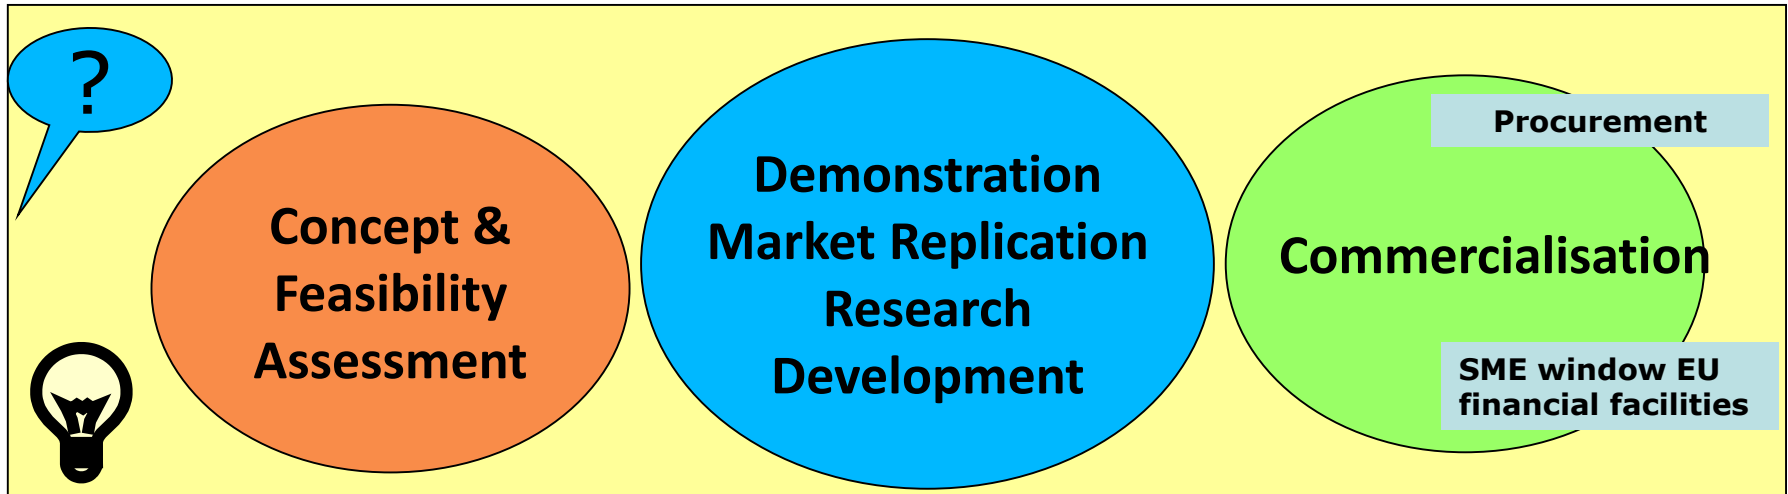 ?
Concept &
Feasibility
Assessment
Demonstration
Market Replication
Research
Development
Commercialisation
Procurement
SME window EU
financial facilities